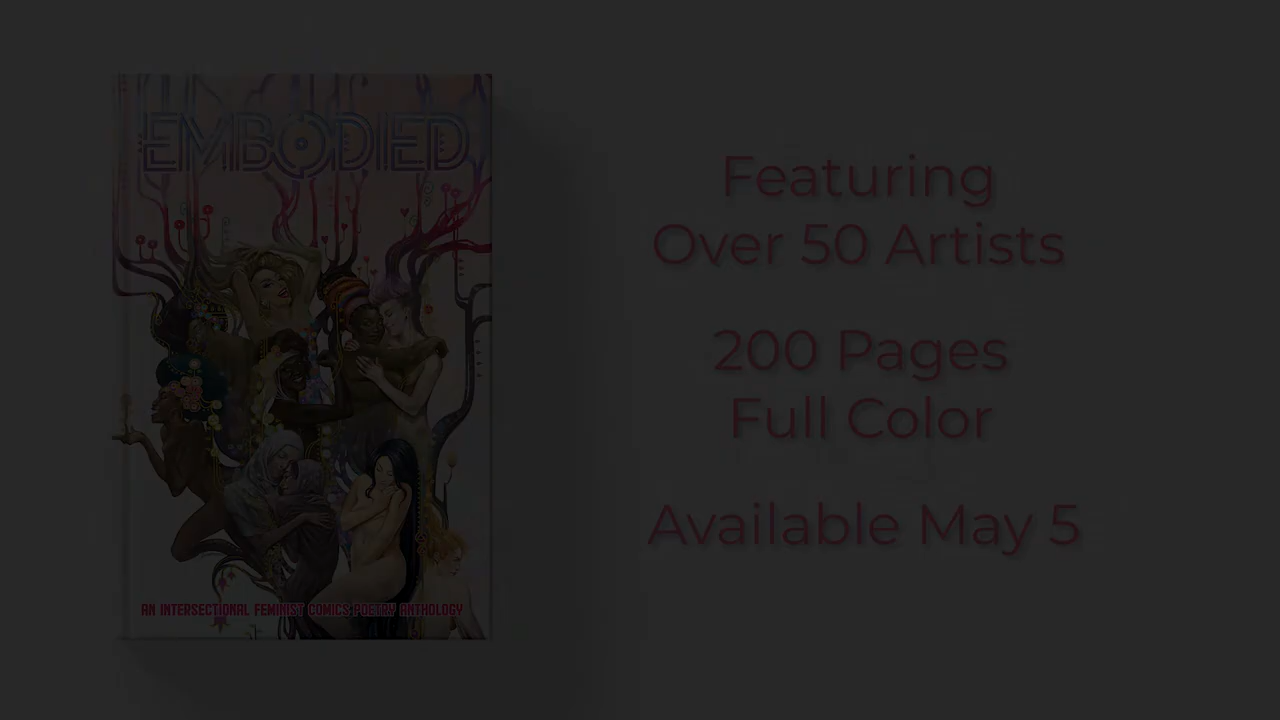 EMBODIED
AN INTERSECTIONAL FEMINIST COMICS POETRY ANTHOLOGY
Featuring
Over 50 Artists
200 Pages
Full Color
Available May 5